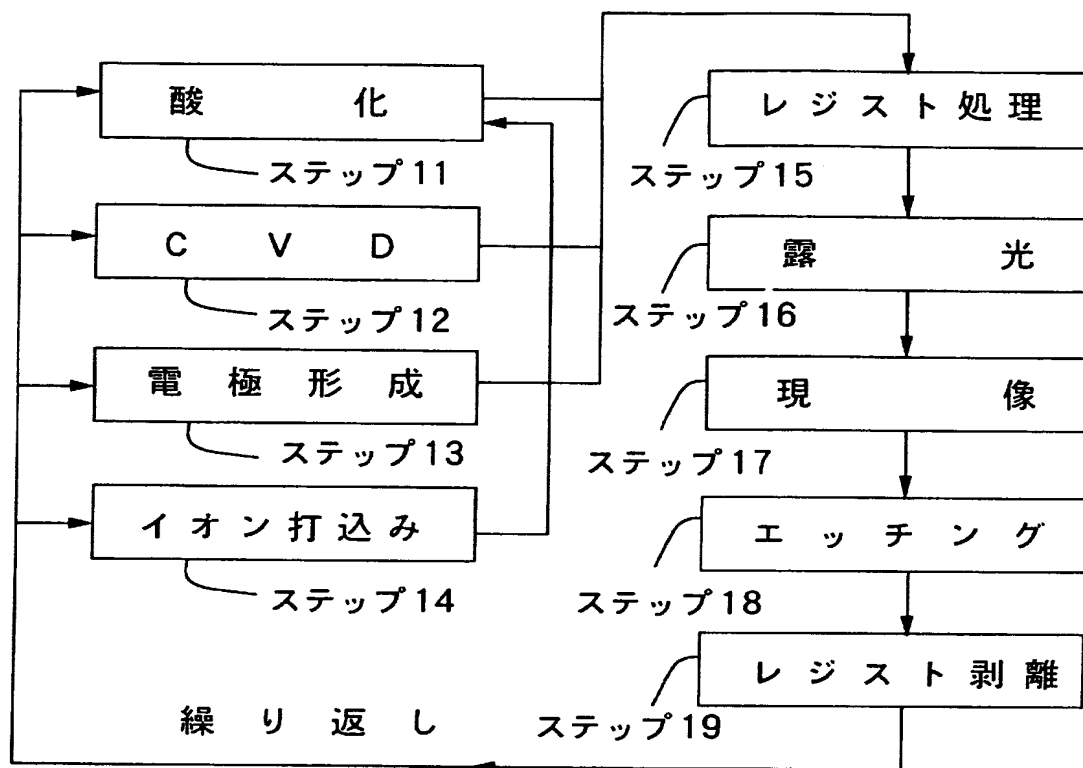 酸化
ステップ11
CVD
ステップ12
電極形成
ステップ13
イオン打込み
ステップ14
繰り返し
レジスト処理
ステップ15
露光
ステップ16
現像
ステップ17
エッチング
ステップ18
レジスト剥離
ステップ19